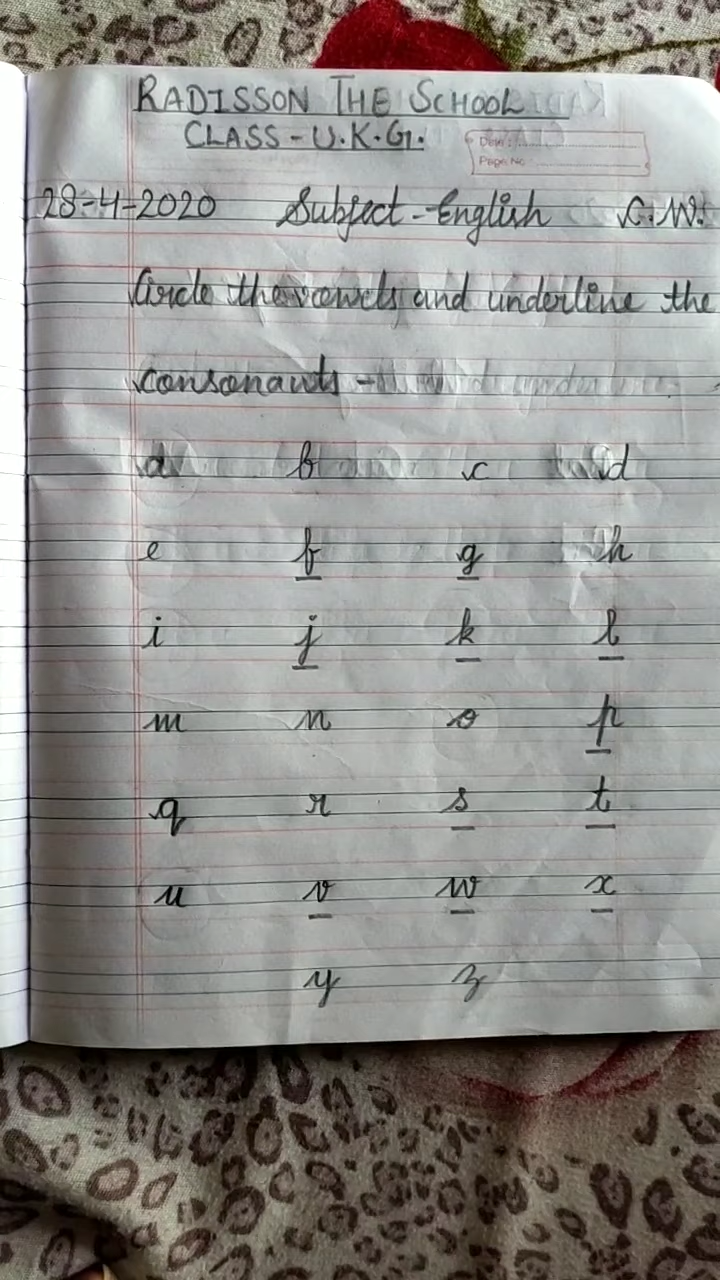 RADISSON THE SCHOOL
CLASS - U.K.G.
Date :
Page No.
28-4-2020 Subject - English C.W.
Circle the vowels and underline the
consonants -
a b c d
e f g h
i j k l
m n o p
q r s t
u v w x
y z